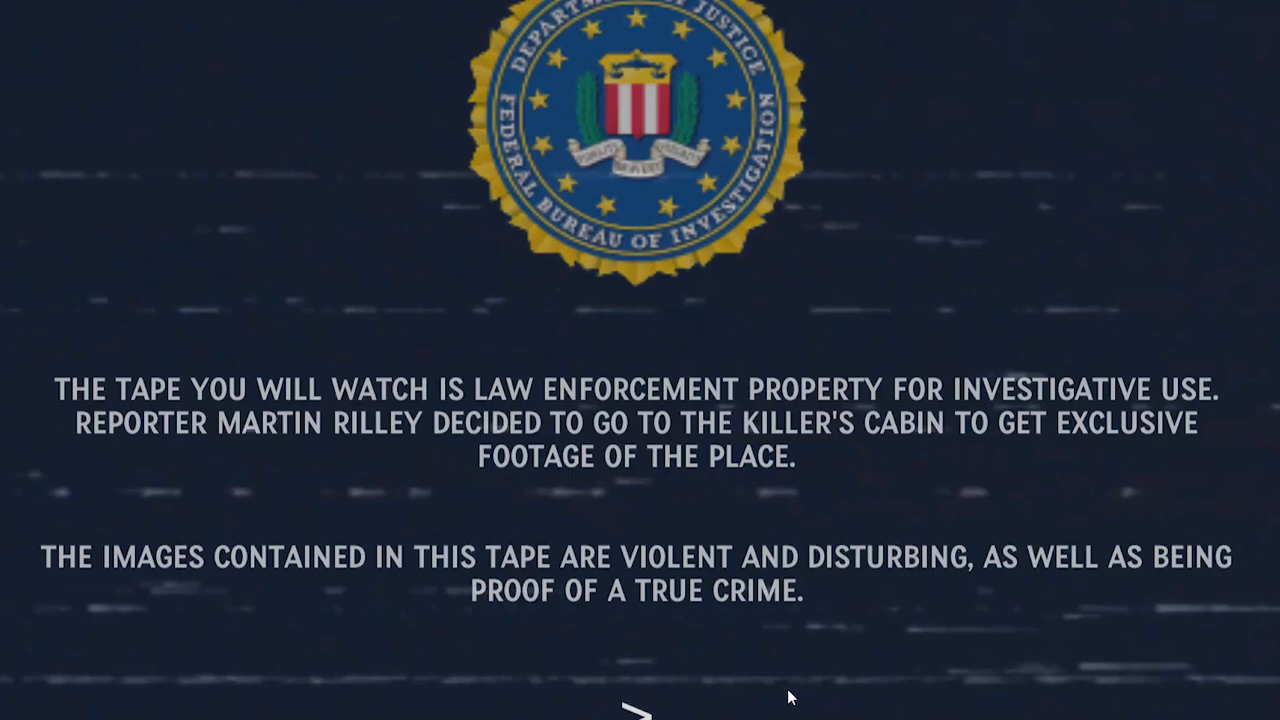 DEPARTMENT OF JUSTICE
FEDERAL BUREAU OF INVESTIGATION
THE TAPE YOU WILL WATCH IS LAW ENFORCEMENT PROPERTY FOR INVESTIGATIVE USE.
REPORTER MARTIN RILLEY DECIDED TO GO TO THE KILLER'S CABIN TO GET EXCLUSIVE
FOOTAGE OF THE PLACE.
THE IMAGES CONTAINED IN THIS TAPE ARE VIOLENT AND DISTURBING, AS WELL AS BEING
PROOF OF A TRUE CRIME.
>